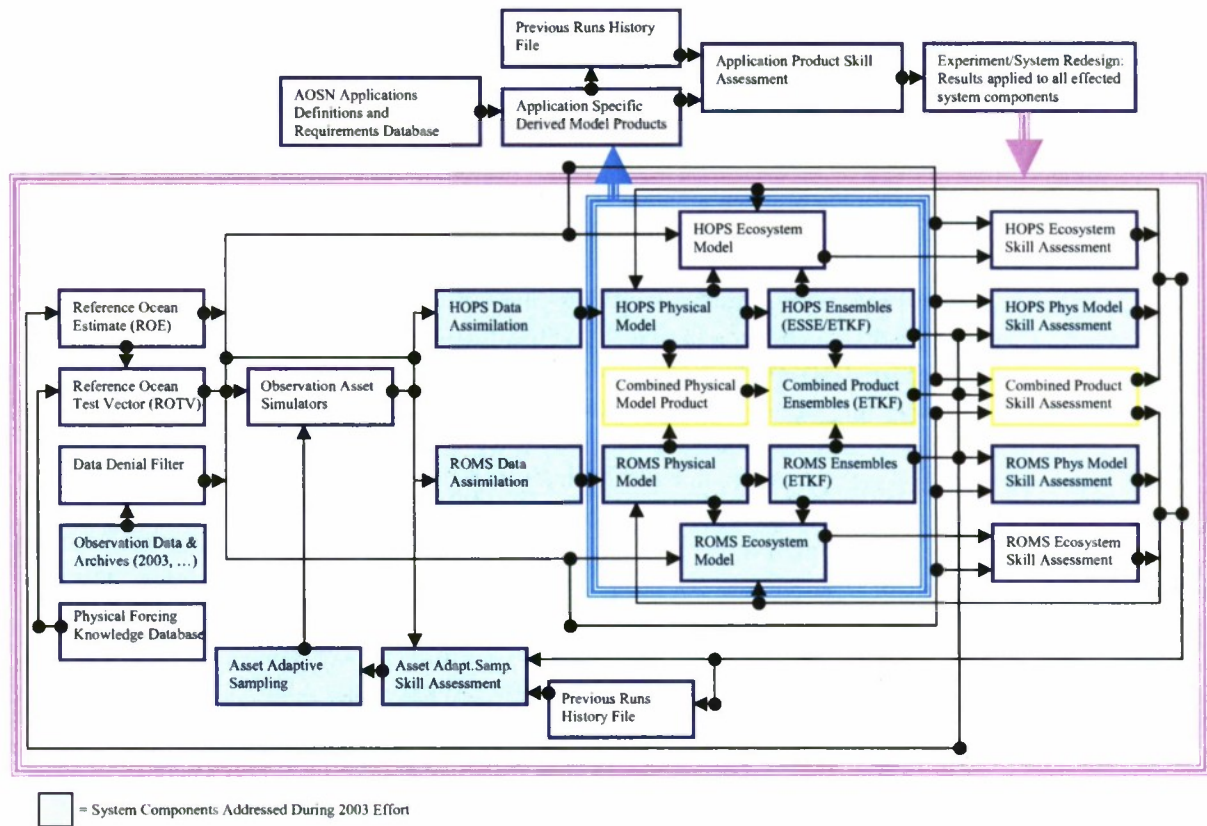 Previous Runs History
File
Application Product Skill
Assessment
Experiment/System Redesign:
Results applied to all effected
system components
AOSN Applications
Definitions and
Requirements Database
Application Specific
Derived Model Products
HOPS Ecosystem
Model
HOPS Ecosystem
Skill Assessment
Reference Ocean
Estimate (ROE)
HOPS Data
Assimilation
HOPS Physical
Model
HOPS Ensembles
(ESSE/ETKF)
HOPS Phys Model
Skill Assessment
Reference Ocean
Test Vector (ROTV)
Observation Asset
Simulators
Combined Physical
Model Product
Combined Product
Ensembles (ETKF)
Combined Product
Skill Assessment
Data Denial Filter
ROMS Data
Assimilation
ROMS Physical
Model
ROMS Ensembles
(ETKF)
ROMS Phys Model
Skill Assessment
Observation Data &
Archives (2003, ...)
ROMS Ecosystem
Model
ROMS Ecosystem
Skill Assessment
Physical Forcing
Knowledge Database
Asset Adaptive
Sampling
Asset Adapt.Samp.
Skill Assessment
Previous Runs
History File
= System Components Addressed During 2003 Effort